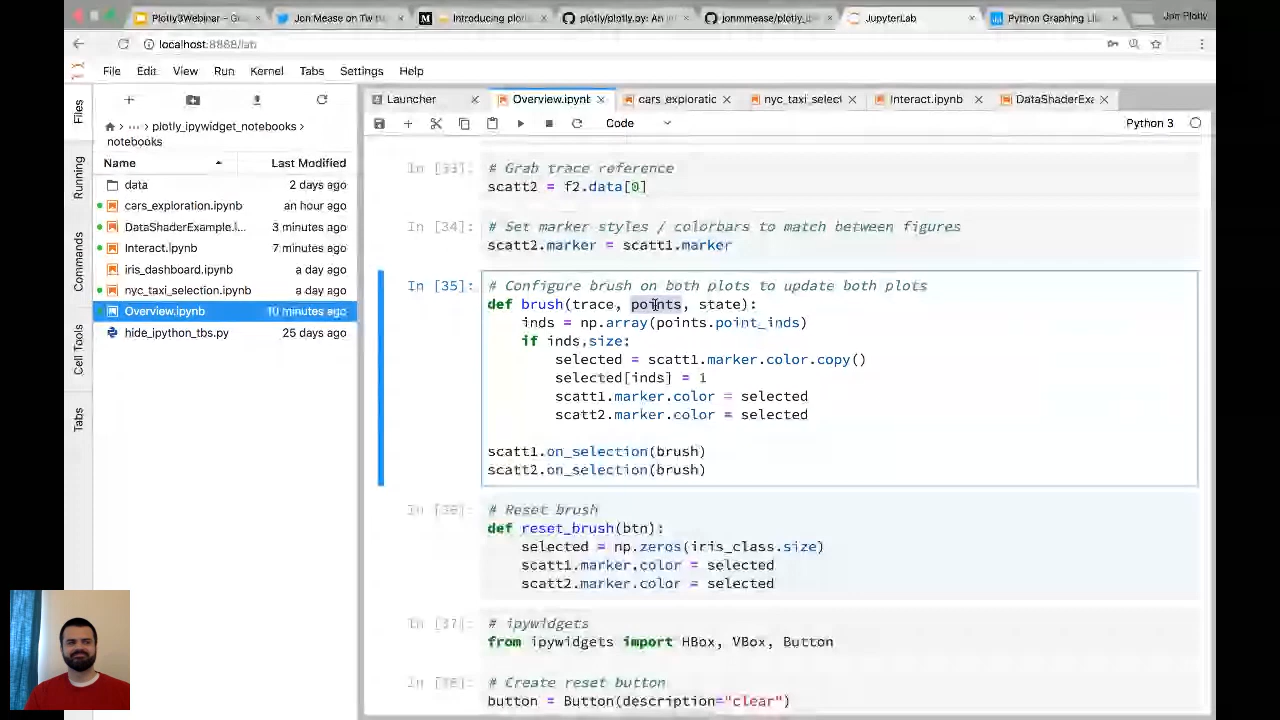 Plotly3Webinar – G
Jon Mease on Tw
Introducing plo
plotly/plotly.py: An i
jonmmease/plotly_i
JupyterLab
Python Graphing Lib
Jon Plotly
localhost:8888/lab
File Edit View Run Kernel Tabs Settings Help
Files
Running
Commands
Cell Tools
Tabs
plotly_ipywidget_notebooks
notebooks
Name Last Modified
data 2 days ago
cars_exploration.ipynb an hour ago
DataShaderExample.i... 3 minutes ago
Interact.ipynb 7 minutes ago
iris_dashboard.ipynb a day ago
nyc_taxi_selection.ipynb a day ago
Overview.ipynb 10 minutes ago
hide_ipython_tbs.py 25 days ago
Launcher
Overview.ipynb
cars_exploratic
nyc_taxi_select
Interact.ipynb
DataShaderExa
Code
Python 3
In [33]: # Grab trace reference
scatt2 = f2.data[0]
In [34]: # Set marker styles / colorbars to match between figures
scatt2.marker = scatt1.marker
In [35]: # Configure brush on both plots to update both plots
def brush(trace, points, state):
inds = np.array(points.point_inds)
if inds.size:
selected = scatt1.marker.color.copy()
selected[inds] = 1
scatt1.marker.color = selected
scatt2.marker.color = selected
scatt1.on_selection(brush)
scatt2.on_selection(brush)
In [36]: # Reset brush
def reset_brush(btn):
selected = np.zeros(iris_class.size)
scatt1.marker.color = selected
scatt2.marker.color = selected
In [37]: # ipywidgets
from ipywidgets import HBox, VBox, Button
In [38]: # Create reset button
button = Button(description="clear")